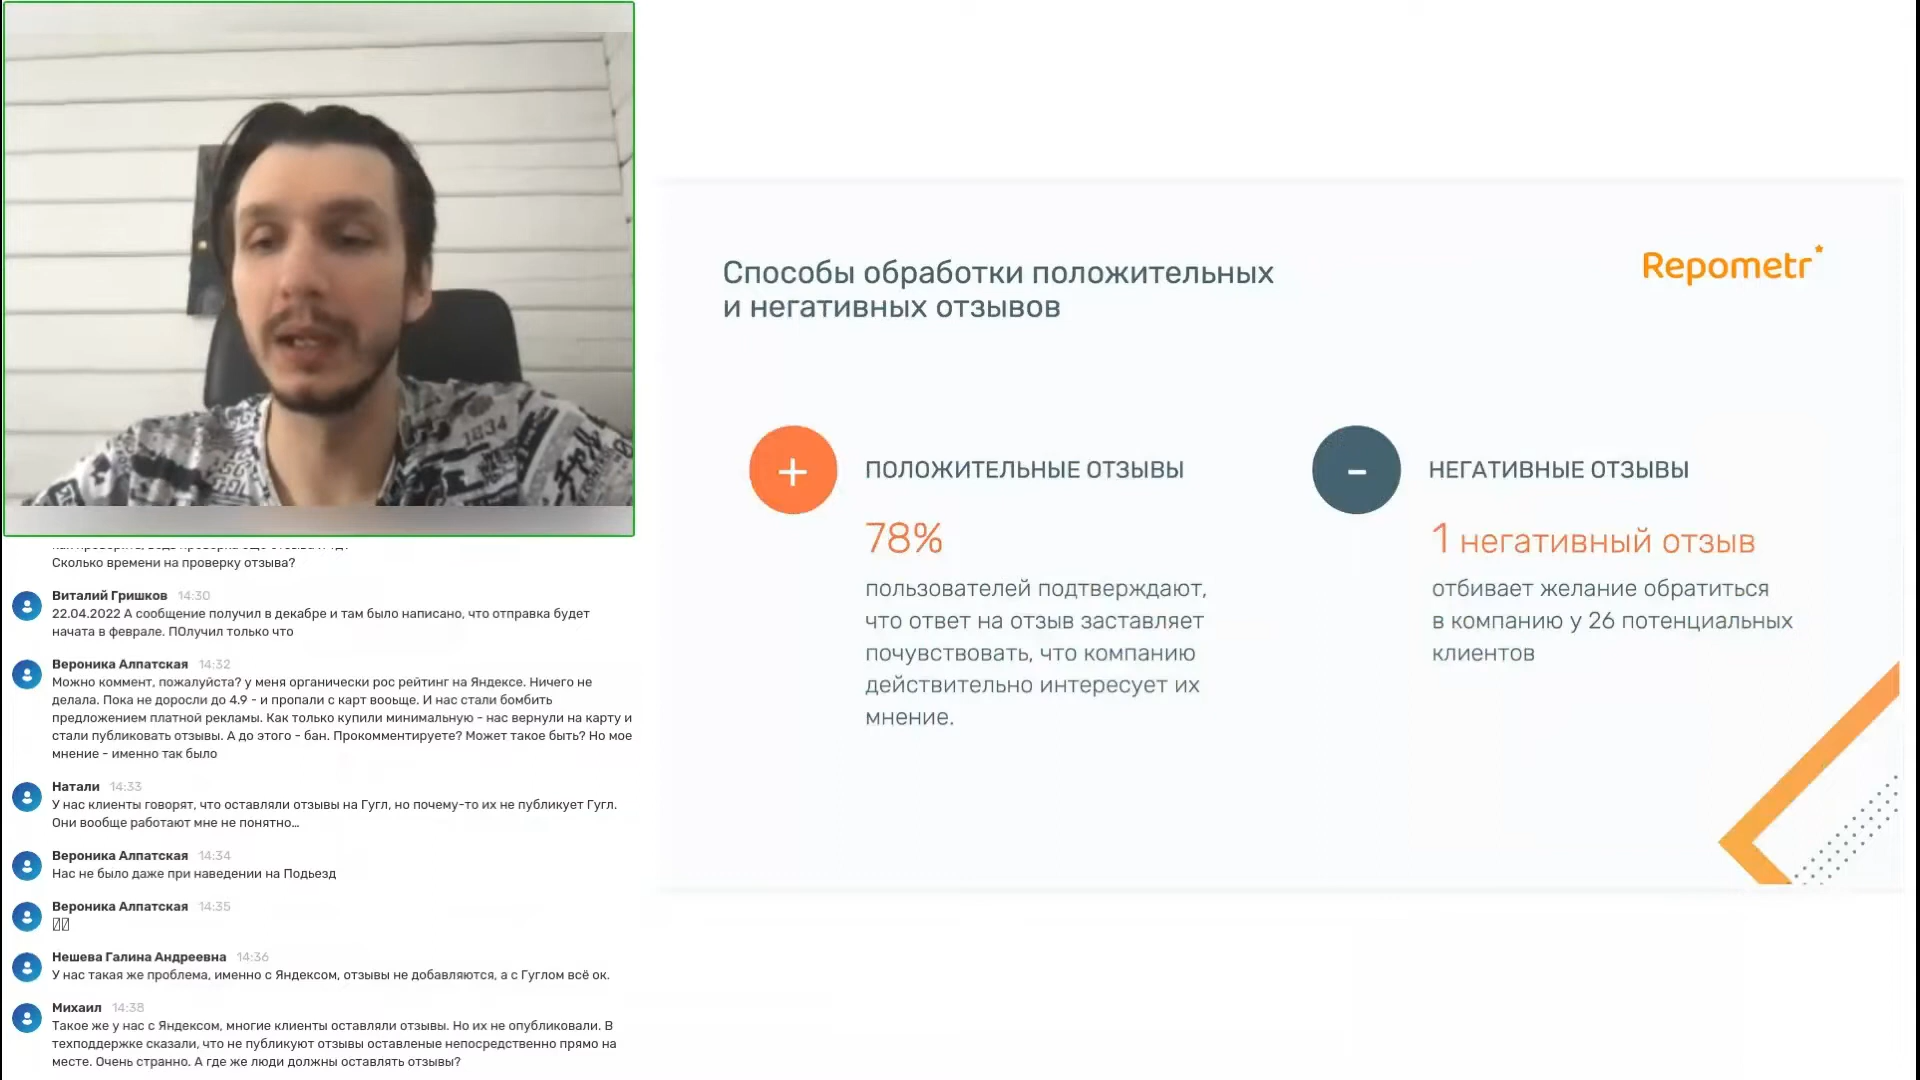 Сколько времени на проверку отзыва?
Виталий Гришков 14:30
22.04.2022 А сообщение получил в декабре и там было написано, что отправка будет
начата в феврале. ПОлучил только что
Вероника Алпатская 14:32
Можно коммент, пожалуйста? у меня органически рос рейтинг на Яндексе. Ничего не
делала. Пока не доросли до 4.9 - и пропали с карт вооьще. И нас стали бомбить
предложением платной рекламы. Как только купили минимальную - нас вернули на карту и
стали публиковать отзывы. А до этого - бан. Прокомментируете? Может такое быть? Но мое
мнение - именно так было
Натали 14:33
У нас клиенты говорят, что оставляли отзывы на Гугл, но почему-то их не публикует Гугл.
Они вообще работают мне не понятно...
Вероника Алпатская 14:34
Нас не было даже при наведении на Подьезд
Вероника Алпатская 14:35
Нешева Галина Андреевна 14:36
У нас такая же проблема, именно с Яндексом, отзывы не добавляются, а с Гуглом всё ок.
Михаил 14:38
Такое же у нас с Яндексом, многие клиенты оставляли отзывы. Но их не опубликовали. В
техподдержке сказали, что не публикуют отзывы оставленые непосредственно прямо на
месте. Очень странно. А где же люди должны оставлять отзывы?
Способы обработки положительных
и негативных отзывов
Repometr
+
ПОЛОЖИТЕЛЬНЫЕ ОТЗЫВЫ
78%
пользователей подтверждают,
что ответ на отзыв заставляет
почувствовать, что компанию
действительно интересует их
мнение.
-
НЕГАТИВНЫЕ ОТЗЫВЫ
1 негативный отзыв
отбивает желание обратиться
в компанию у 26 потенциальных
клиентов
1834